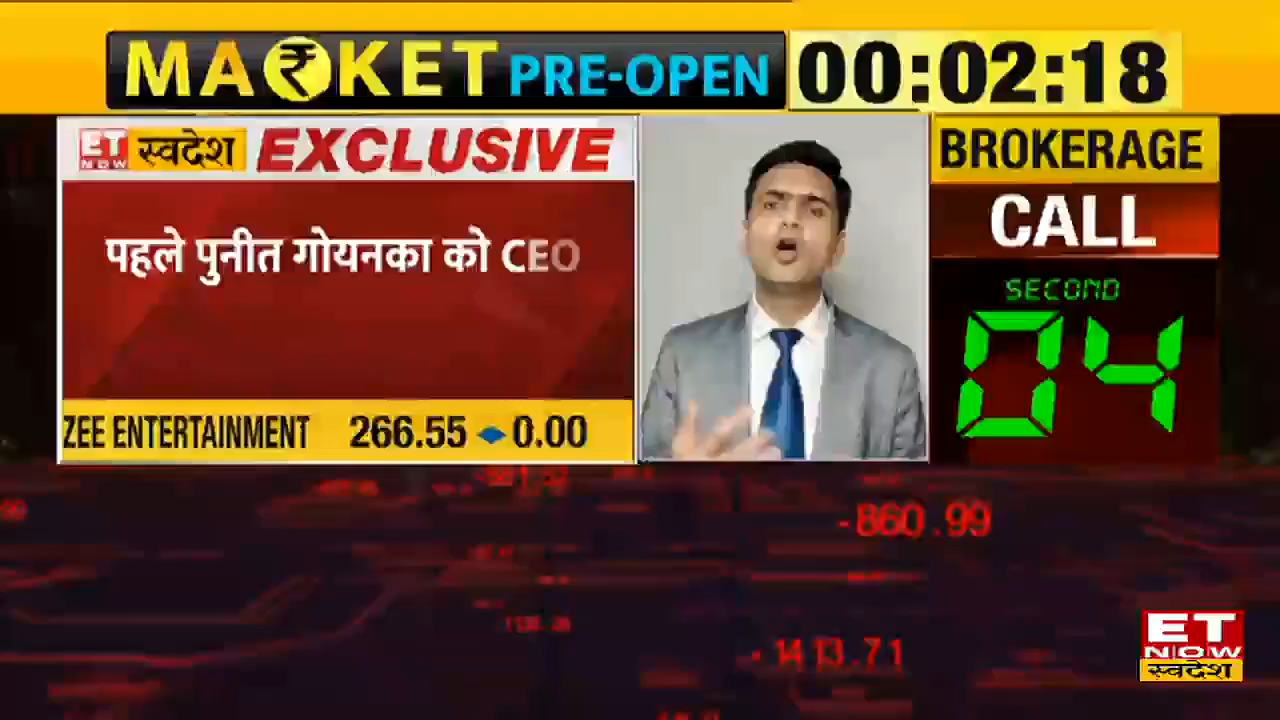 MA₹KET PRE-OPEN 00:02:18
ET NOW स्वदेश EXCLUSIVE
पहले पुनीत गोयनका को CEO
ZEE ENTERTAINMENT 266.55 0.00
BROKERAGE
CALL
SECOND
04
-860.99
-1413.71
ET
NOW
स्वदेश